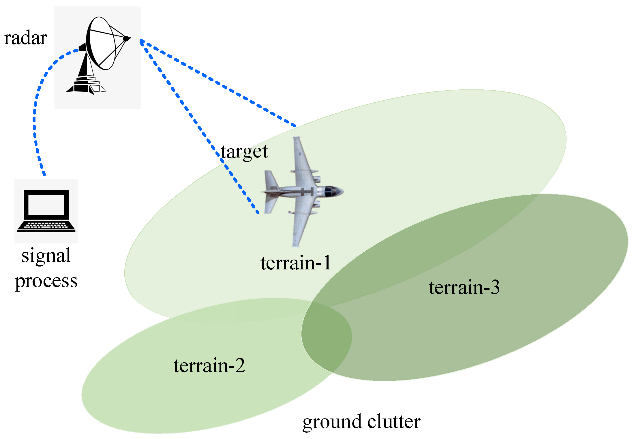 radar
target
signal
process
terrain-1
terrain-3
terrain-2
ground clutter